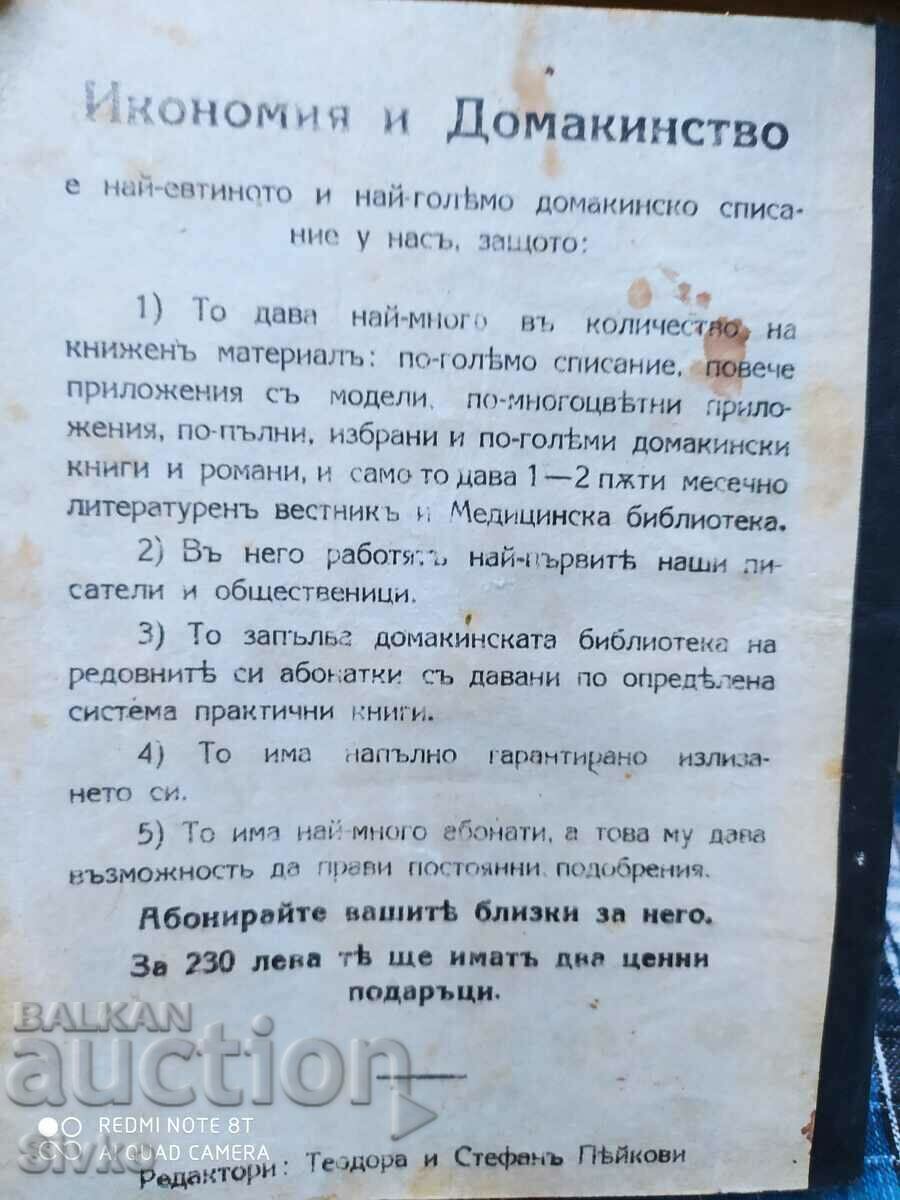 Икономия и Домакинство
е най-евтиното и най-голѣмо домакинско списа-
ние у насъ, защото:
1) То дава най-много въ количество на
книженъ материалъ: по-голѣмо списание, повече
приложения съ модели, по-многоцвѣтни прило-
жения, по-пълни, избрани и по-голѣми домакински
книги и романи, и само то дава 1—2 пѫти месечно
литературенъ вестникъ и Медицинска библиотека.
2) Въ него работятъ най-първитѣ наши пи-
сатели и общественици.
3) То запълва домакинската библиотека на
редовнитѣ си абонатки съ давани по опредѣлена
система практични книги.
4) То има напълно гарантирано излиза-
нето си.
5) То има най-много абонати, а това му дава
възможность да прави постоянни подобрения.
Абонирайте вашитѣ близки за него.
За 230 лева тѣ ще иматъ два ценни
подаръци.
BALKAN
auction
REDMI NOTE 8T
AI QUAD CAMERA
Редактори: Теодора и Стефанъ Пѣйкови